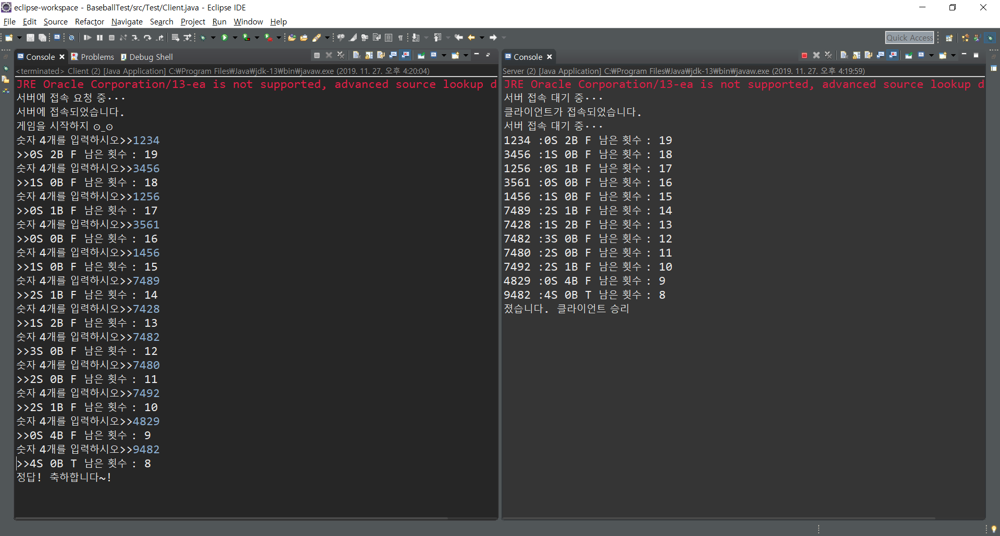 eclipse-workspace - BaseballTest/src/Test/Client.java - Eclipse IDE
File Edit Source Refactor Navigate Search Project Run Window Help
Quick Access
Console Problems Debug Shell
<terminated> Client (2) [Java Application] C:₩Program Files₩Java₩jdk-13₩bin₩javaw.exe (2019. 11. 27. 오후 4:20:04)
JRE Oracle Corporation/13-ea is not supported, advanced source lookup d
서버에 접속 요청 중···
서버에 접속되었습니다.
게임을 시작하지 ⊙_⊙
숫자 4개를 입력하시오>>1234
>>0S 2B F 남은 횟수 : 19
숫자 4개를 입력하시오>>3456
>>1S 0B F 남은 횟수 : 18
숫자 4개를 입력하시오>>1256
>>0S 1B F 남은 횟수 : 17
숫자 4개를 입력하시오>>3561
>>0S 0B F 남은 횟수 : 16
숫자 4개를 입력하시오>>1456
>>1S 0B F 남은 횟수 : 15
숫자 4개를 입력하시오>>7489
>>2S 1B F 남은 횟수 : 14
숫자 4개를 입력하시오>>7428
>>1S 2B F 남은 횟수 : 13
숫자 4개를 입력하시오>>7482
>>3S 0B F 남은 횟수 : 12
숫자 4개를 입력하시오>>7480
>>2S 0B F 남은 횟수 : 11
숫자 4개를 입력하시오>>7492
>>2S 1B F 남은 횟수 : 10
숫자 4개를 입력하시오>>4829
>>0S 4B F 남은 횟수 : 9
숫자 4개를 입력하시오>>9482
>>4S 0B T 남은 횟수 : 8
정답! 축하합니다~!
Console
Server (2) [Java Application] C:₩Program Files₩Java₩jdk-13₩bin₩javaw.exe (2019. 11. 27. 오후 4:19:59)
JRE Oracle Corporation/13-ea is not supported, advanced source lookup d
서버 접속 대기 중···
클라이언트가 접속되었습니다.
서버 접속 대기 중···
1234 :0S 2B F 남은 횟수 : 19
3456 :1S 0B F 남은 횟수 : 18
1256 :0S 1B F 남은 횟수 : 17
3561 :0S 0B F 남은 횟수 : 16
1456 :1S 0B F 남은 횟수 : 15
7489 :2S 1B F 남은 횟수 : 14
7428 :1S 2B F 남은 횟수 : 13
7482 :3S 0B F 남은 횟수 : 12
7480 :2S 0B F 남은 횟수 : 11
7492 :2S 1B F 남은 횟수 : 10
4829 :0S 4B F 남은 횟수 : 9
9482 :4S 0B T 남은 횟수 : 8
졌습니다. 클라이언트 승리